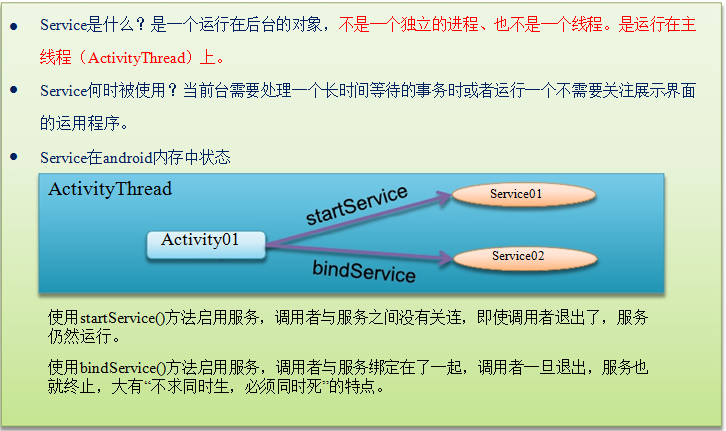 Service是什么？是一个运行在后台的对象，不是一个独立的进程、也不是一个线程。是运行在主
线程（ActivityThread）上。
Service何时被使用？当前台需要处理一个长时间等待的事务时或者运行一个不需要关注展示界面
的运用程序。
Service在android内存中状态
ActivityThread
startService
Service01
Activity01
bindService
Service02
使用startService()方法启用服务，调用者与服务之间没有关连，即使调用者退出了，服务
仍然运行。
使用bindService()方法启用服务，调用者与服务绑定在了一起，调用者一旦退出，服务也
就终止，大有“不求同时生，必须同时死”的特点。